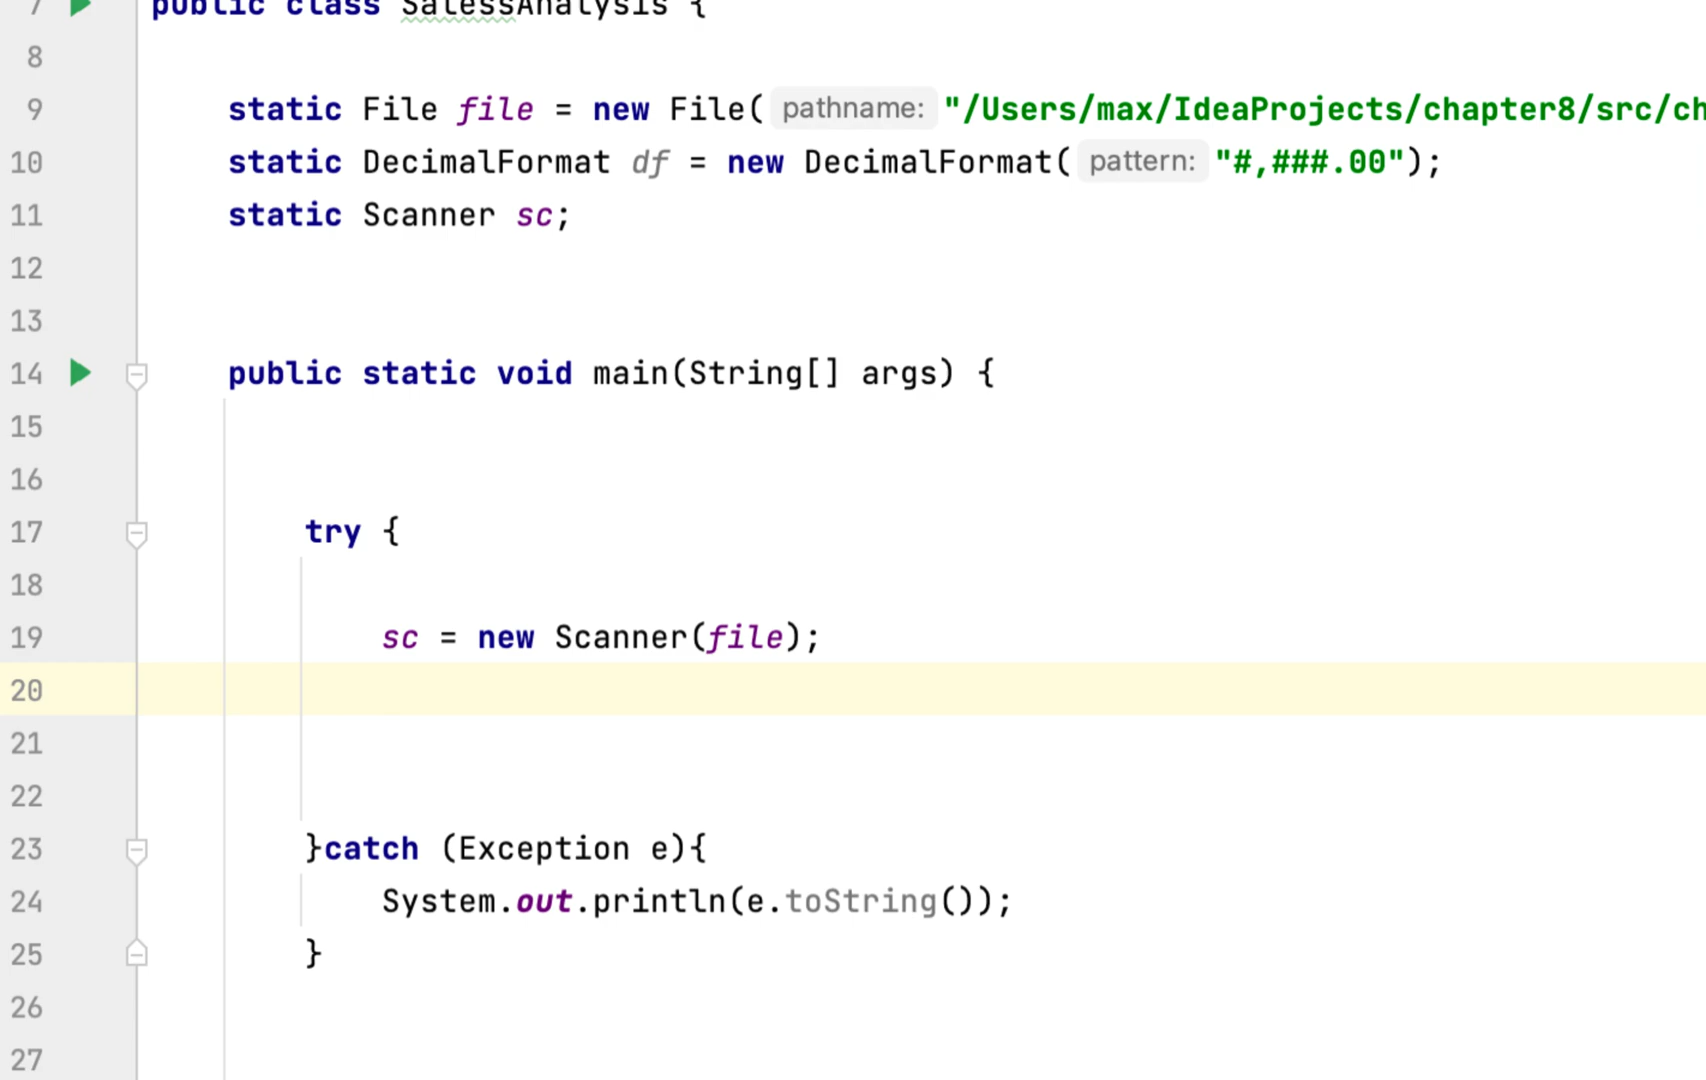 7 public class SalessAnalysis {
8
9 static File file = new File( pathname: "/Users/max/IdeaProjects/chapter8/src/ch
10 static DecimalFormat df = new DecimalFormat( pattern: "#,###.00");
11 static Scanner sc;
12
13
14 public static void main(String[] args) {
15
16
17 try {
18
19 sc = new Scanner(file);
20
21
22
23 }catch (Exception e){
24 System.out.println(e.toString());
25 }
26
27